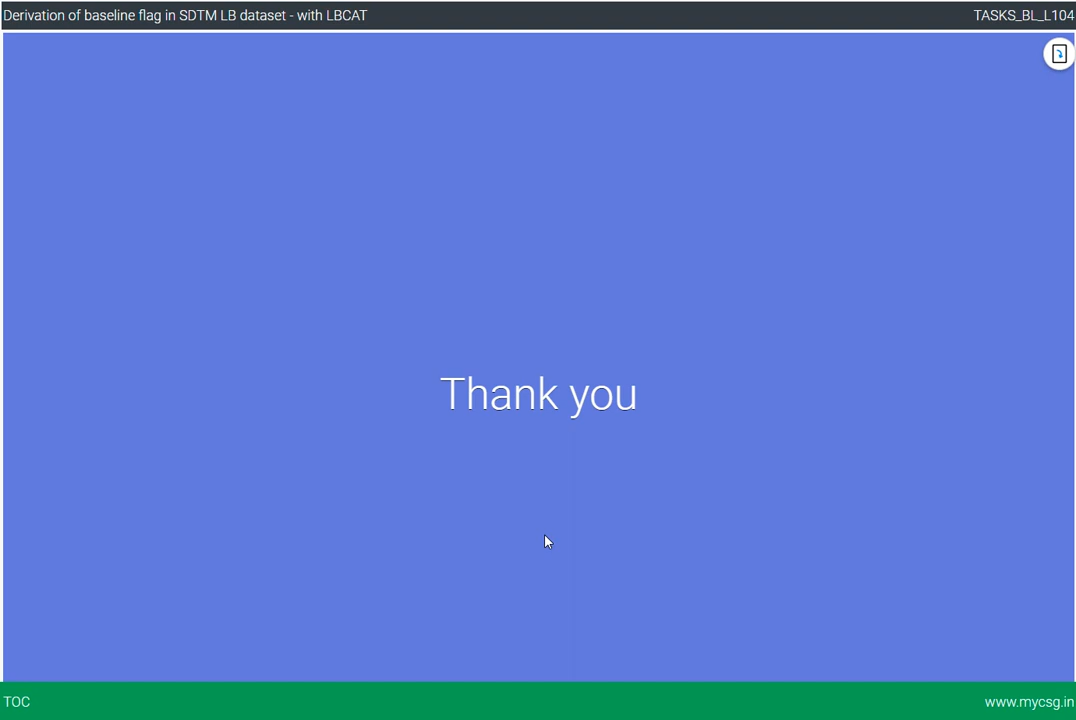 Derivation of baseline flag in SDTM LB dataset - with LBCAT
TASKS_BL_L104
Thank you
TOC
www.mycsg.in